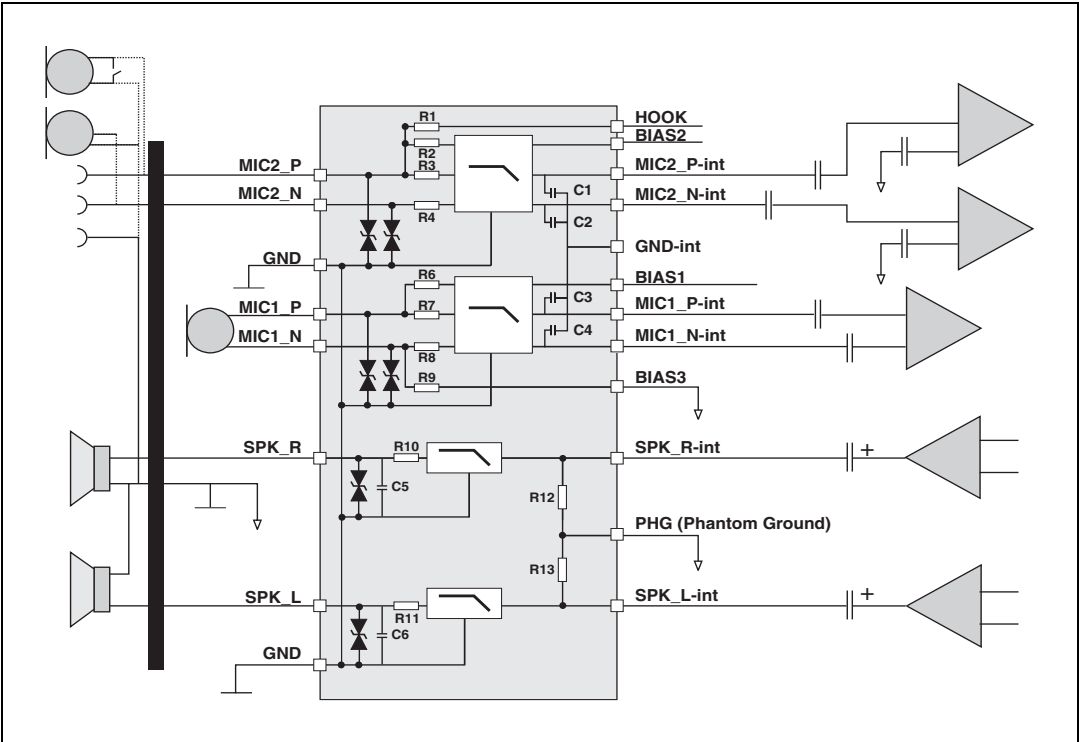 R1
HOOK
R2
BIAS2
MIC2_P
R3
MIC2_P-int
C1
MIC2_N
R4
MIC2_N-int
C2
GND-int
GND
R6
BIAS1
C3
MIC1_P
R7
MIC1_P-int
C4
MIC1_N
R8
MIC1_N-int
R9
BIAS3
SPK_R
R10
SPK_R-int
+
C5
R12
PHG (Phantom Ground)
R13
SPK_L
R11
SPK_L-int
+
C6
GND